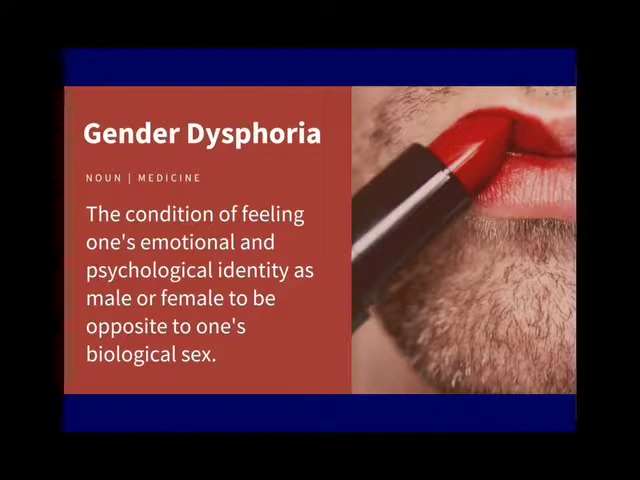 Gender Dysphoria
NOUN | MEDICINE
The condition of feeling
one's emotional and
psychological identity as
male or female to be
opposite to one's
biological sex.